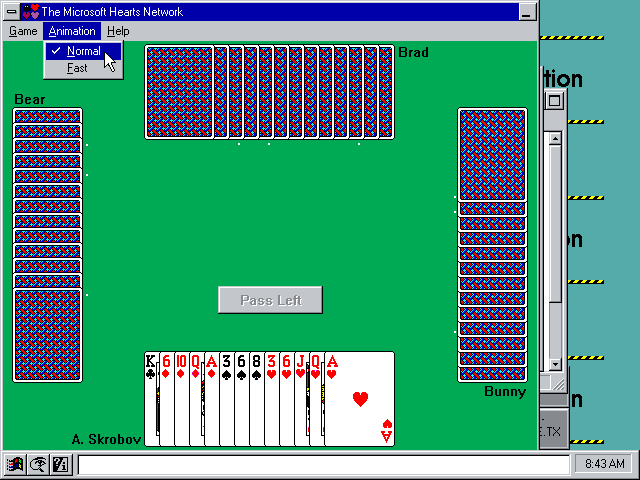 The Microsoft Hearts Network
Game Animation Help
Normal
Fast
Brad
Bear
tion
on
Pass Left
K 6 10 Q A 3 6 8 3 6 J Q A
A
Bunny
on
A. Skrobov
E.TX
8:43 AM